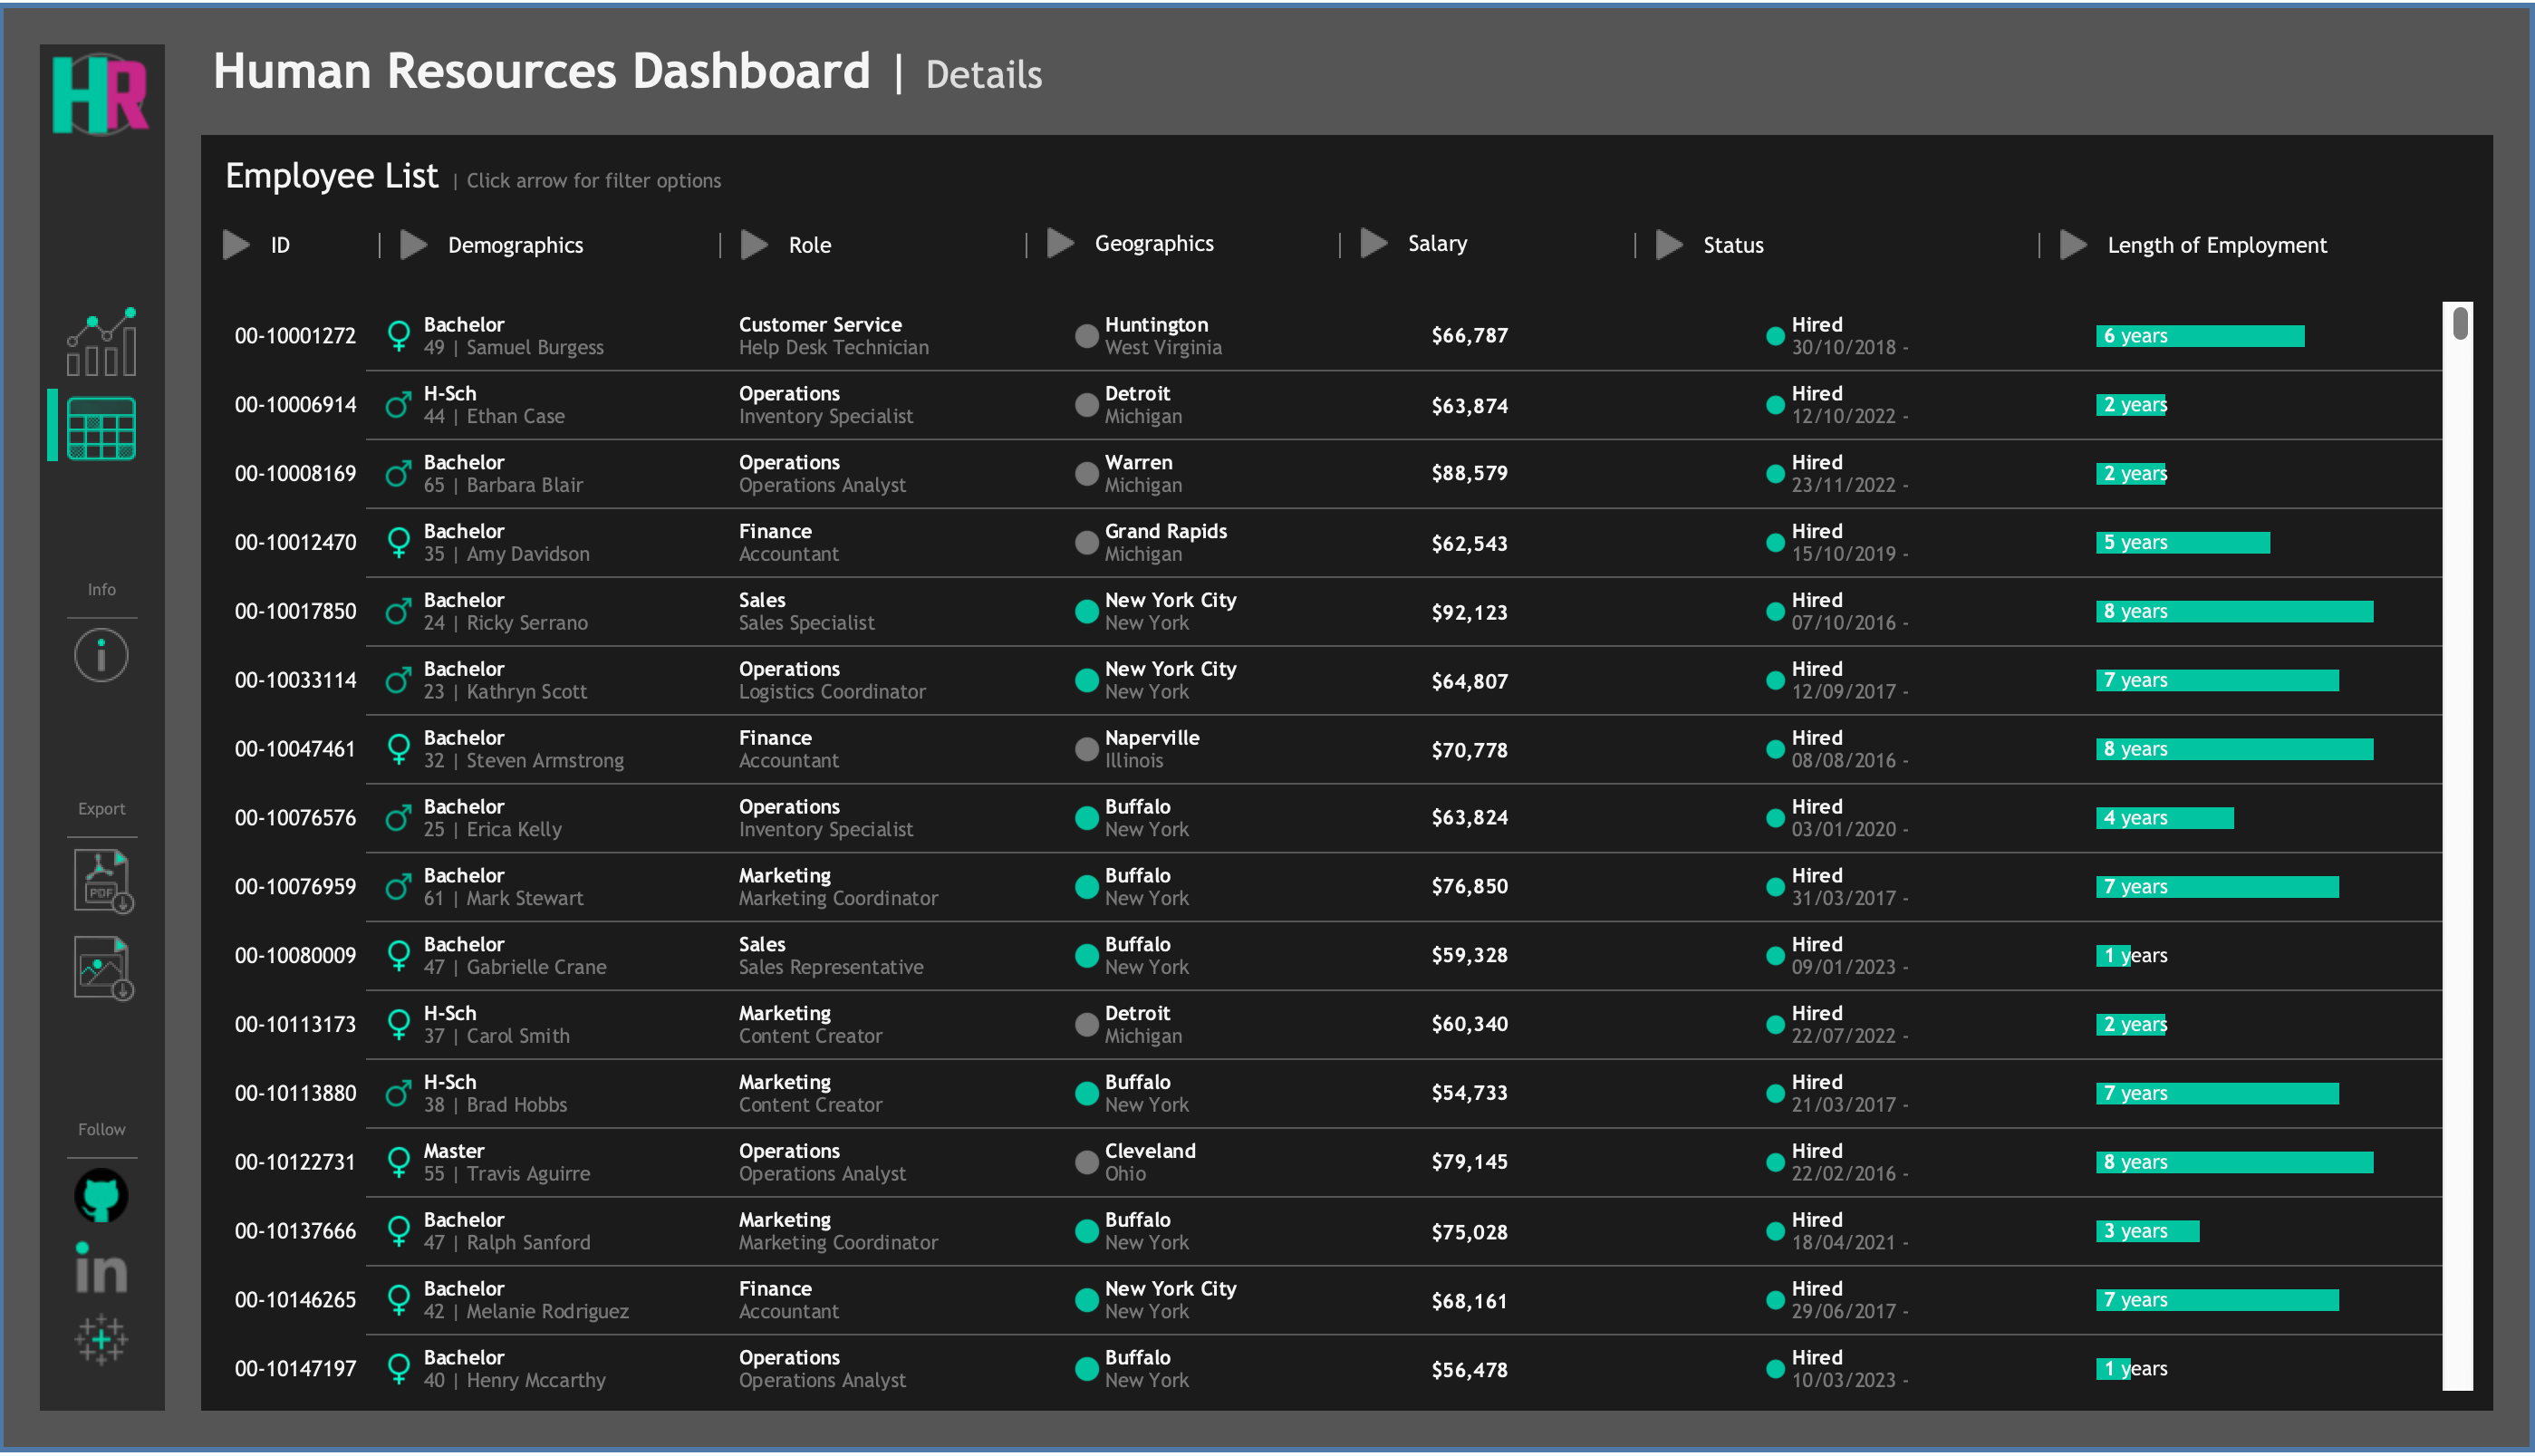 HR
Human Resources Dashboard | Details
Employee List | Click arrow for filter options
ID | Demographics | Role | Geographics | Salary | Status | Length of Employment
00-10001272 Bachelor Customer Service Huntington $66,787 Hired 6 years
49 | Samuel Burgess Help Desk Technician West Virginia 30/10/2018 -
00-10006914 H-Sch Operations Detroit $63,874 Hired 2 years
44 | Ethan Case Inventory Specialist Michigan 12/10/2022 -
00-10008169 Bachelor Operations Warren $88,579 Hired 2 years
65 | Barbara Blair Operations Analyst Michigan 23/11/2022 -
00-10012470 Bachelor Finance Grand Rapids $62,543 Hired 5 years
35 | Amy Davidson Accountant Michigan 15/10/2019 -
00-10017850 Bachelor Sales New York City $92,123 Hired 8 years
24 | Ricky Serrano Sales Specialist New York 07/10/2016 -
00-10033114 Bachelor Operations New York City $64,807 Hired 7 years
23 | Kathryn Scott Logistics Coordinator New York 12/09/2017 -
00-10047461 Bachelor Finance Naperville $70,778 Hired 8 years
32 | Steven Armstrong Accountant Illinois 08/08/2016 -
00-10076576 Bachelor Operations Buffalo $63,824 Hired 4 years
25 | Erica Kelly Inventory Specialist New York 03/01/2020 -
00-10076959 Bachelor Marketing Buffalo $76,850 Hired 7 years
61 | Mark Stewart Marketing Coordinator New York 31/03/2017 -
00-10080009 Bachelor Sales Buffalo $59,328 Hired 1 years
47 | Gabrielle Crane Sales Representative New York 09/01/2023 -
00-10113173 H-Sch Marketing Detroit $60,340 Hired 2 years
37 | Carol Smith Content Creator Michigan 22/07/2022 -
00-10113880 H-Sch Marketing Buffalo $54,733 Hired 7 years
38 | Brad Hobbs Content Creator New York 21/03/2017 -
00-10122731 Master Operations Cleveland $79,145 Hired 8 years
55 | Travis Aguirre Operations Analyst Ohio 22/02/2016 -
00-10137666 Bachelor Marketing Buffalo $75,028 Hired 3 years
47 | Ralph Sanford Marketing Coordinator New York 18/04/2021 -
00-10146265 Bachelor Finance New York City $68,161 Hired 7 years
42 | Melanie Rodriguez Accountant New York 29/06/2017 -
00-10147197 Bachelor Operations Buffalo $56,478 Hired 1 years
40 | Henry Mccarthy Operations Analyst New York 10/03/2023 -
Info
i
Export
PDF
Follow
in